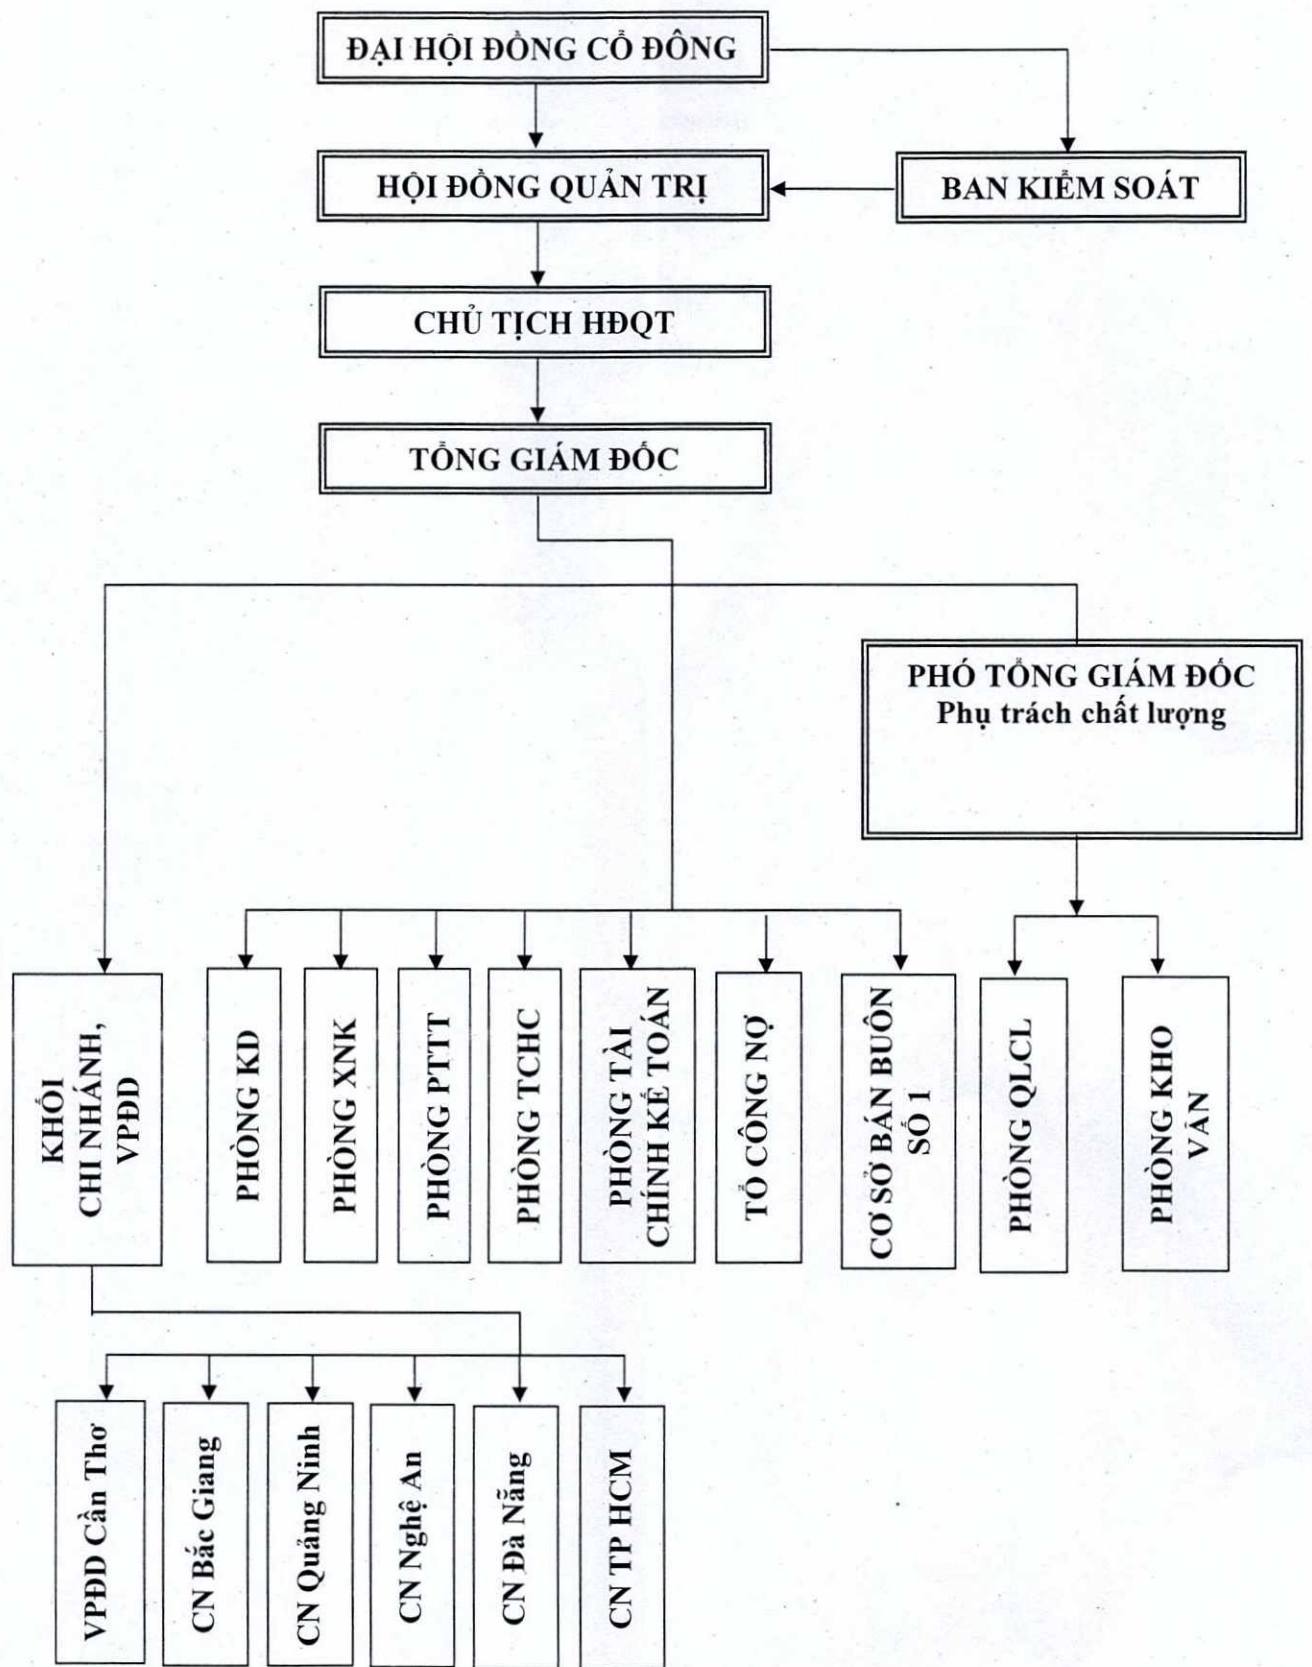 ĐẠI HỘI ĐỒNG CỔ ĐÔNG
HỘI ĐỒNG QUẢN TRỊ
BAN KIỂM SOÁT
CHỦ TỊCH HĐQT
TỔNG GIÁM ĐỐC
PHÓ TỔNG GIÁM ĐỐC
Phụ trách chất lượng
KHỐI
CHI NHÁNH,
VPĐD
PHÒNG KD
PHÒNG XNK
PHÒNG PTTT
PHÒNG TCHC
PHÒNG TÀI
CHÍNH KẾ TOÁN
TỔ CÔNG NỢ
CƠ SỞ BÁN BUÔN
SỐ 1
PHÒNG QLCL
PHÒNG KHO
VẬN
VPĐD Cần Thơ
CN Bắc Giang
CN Quảng Ninh
CN Nghệ An
CN Đà Nẵng
CN TP HCM